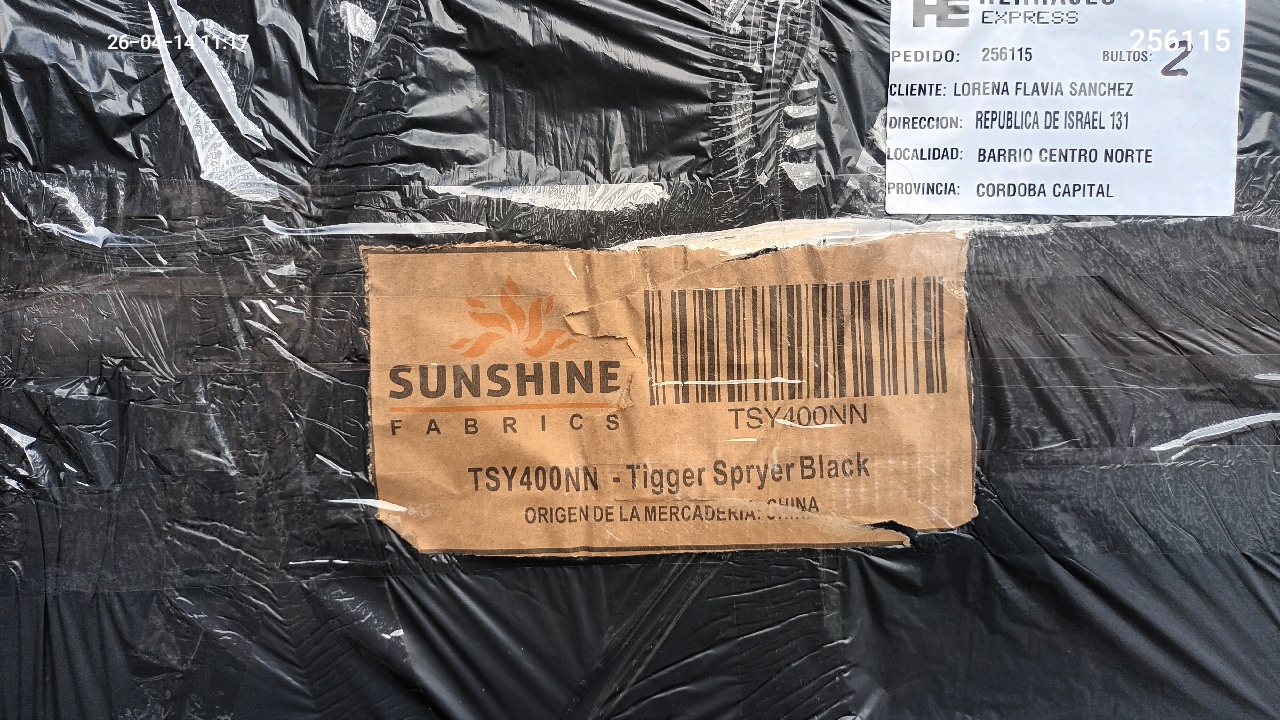 26-04-14 11:17
256115
EXPRESS
PEDIDO: 256115 BULTOS: 2
CLIENTE: LORENA FLAVIA SANCHEZ
DIRECCION: REPUBLICA DE ISRAEL 131
LOCALIDAD: BARRIO CENTRO NORTE
PROVINCIA: CORDOBA CAPITAL
SUNSHINE
FABRICS
TSY400NN
TSY400NN - Tigger Spryer Black
ORIGEN DE LA MERCADERIA: CHINA